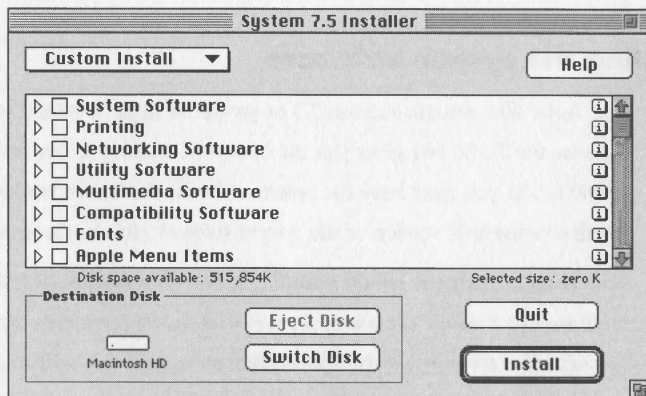 System 7.5 Installer
Custom Install
Help
System Software
Printing
Networking Software
Utility Software
Multimedia Software
Compatibility Software
Fonts
Apple Menu Items
Disk space available: 515,854K
Selected size: zero K
Destination Disk
Macintosh HD
Eject Disk
Switch Disk
Quit
Install